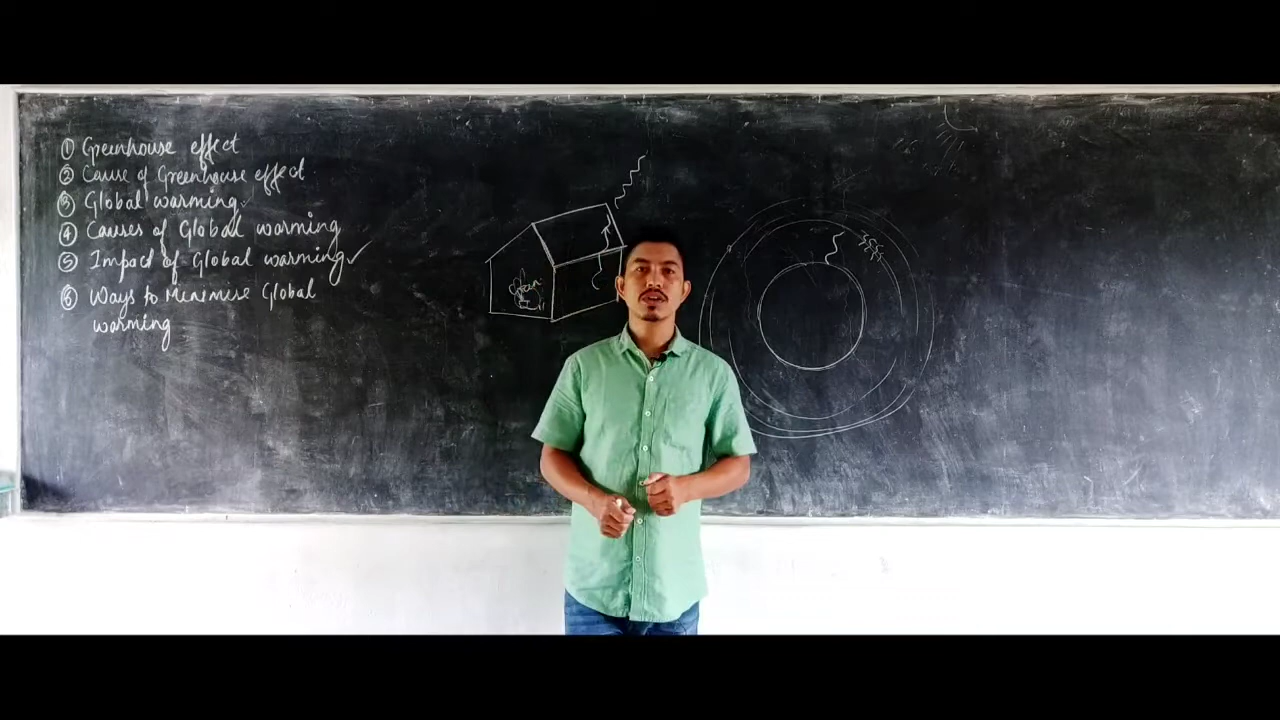 ① Greenhouse effect
② Cause of Greenhouse effect
③ Global warming
④ Causes of Global warming
⑤ Impact of Global warming ✓
⑥ Ways to Minimise Global
warming